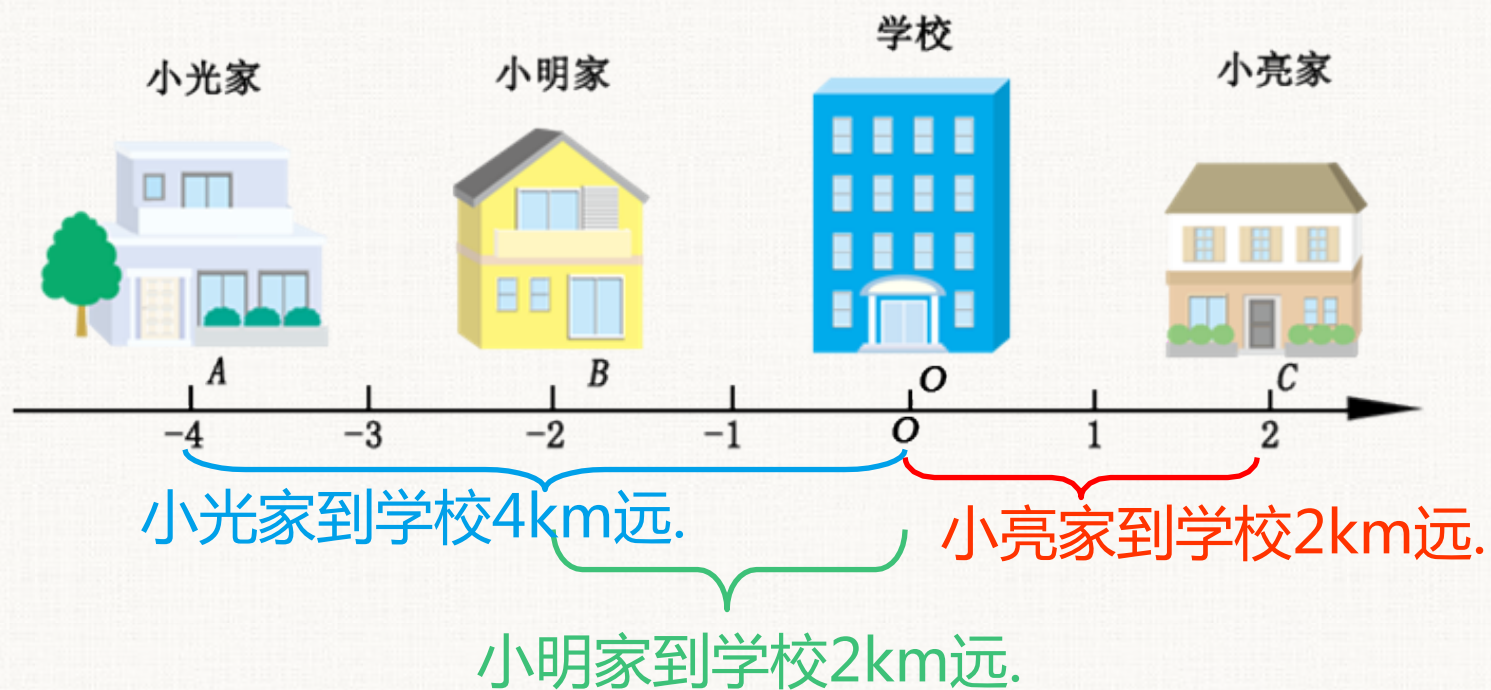 学校
小光家 小明家 小亮家
A B O C
-4 -3 -2 -1 O 1 2
小光家到学校4km远.
小亮家到学校2km远.
小明家到学校2km远.